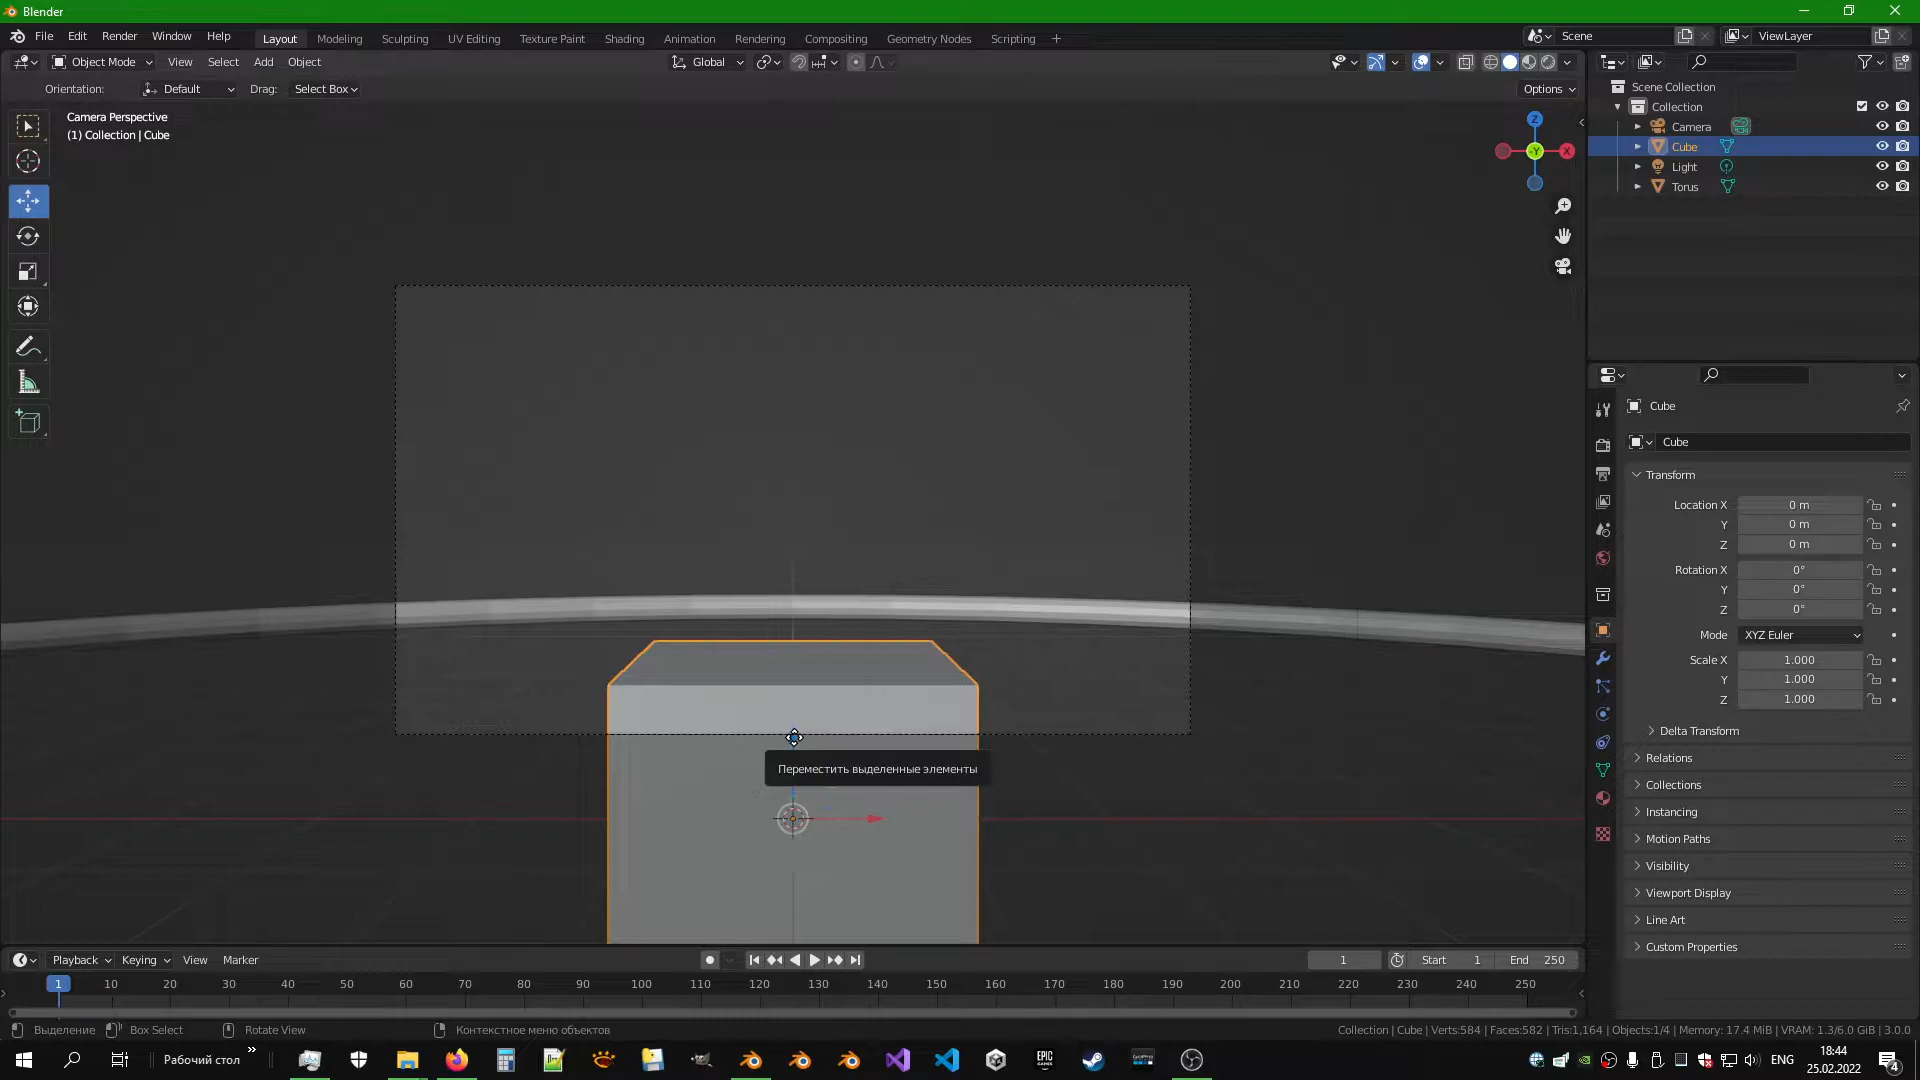 Blender
File Edit Render Window Help
Layout Modeling Sculpting UV Editing Texture Paint Shading Animation Rendering Compositing Geometry Nodes Scripting +
Scene
ViewLayer
Object Mode View Select Add Object
Global
Orientation: Default Drag: Select Box
Options
Camera Perspective
(1) Collection | Cube
Z
-Y
X
Scene Collection
Collection
Camera
Cube
Light
Torus
Cube
Cube
Transform
Location X 0 m
Y 0 m
Z 0 m
Rotation X 0°
Y 0°
Z 0°
Mode XYZ Euler
Scale X 1.000
Y 1.000
Z 1.000
Delta Transform
Relations
Collections
Instancing
Motion Paths
Visibility
Viewport Display
Line Art
Custom Properties
Переместить выделенные элементы
Playback Keying View Marker
1 Start 1 End 250
1 10 20 30 40 50 60 70 80 90 100 110 120 130 140 150 160 170 180 190 200 210 220 230 240 250
Выделение Box Select Rotate View Контекстное меню объектов
Collection | Cube | Verts:584 | Faces:582 | Tris:1,164 | Objects:1/4 | Memory: 17.4 MiB | VRAM: 1.3/6.0 GiB | 3.0.0
Рабочий стол »
EPIC GAMES
ENG
18:44
25.02.2022
4